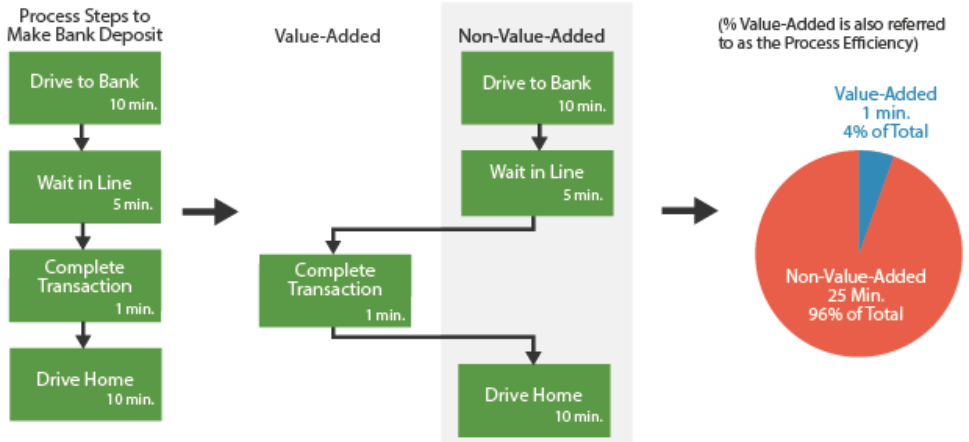 Process Steps to
Make Bank Deposit
Drive to Bank
10 min.
Wait in Line
5 min.
Complete
Transaction
1 min.
Drive Home
10 min.
Value-Added
Complete
Transaction
1 min.
Non-Value-Added
Drive to Bank
10 min.
Wait in Line
5 min.
Drive Home
10 min.
(% Value-Added is also referred
to as the Process Efficiency)
Value-Added
1 min.
4% of Total
Non-Value-Added
25 Min.
96% of Total